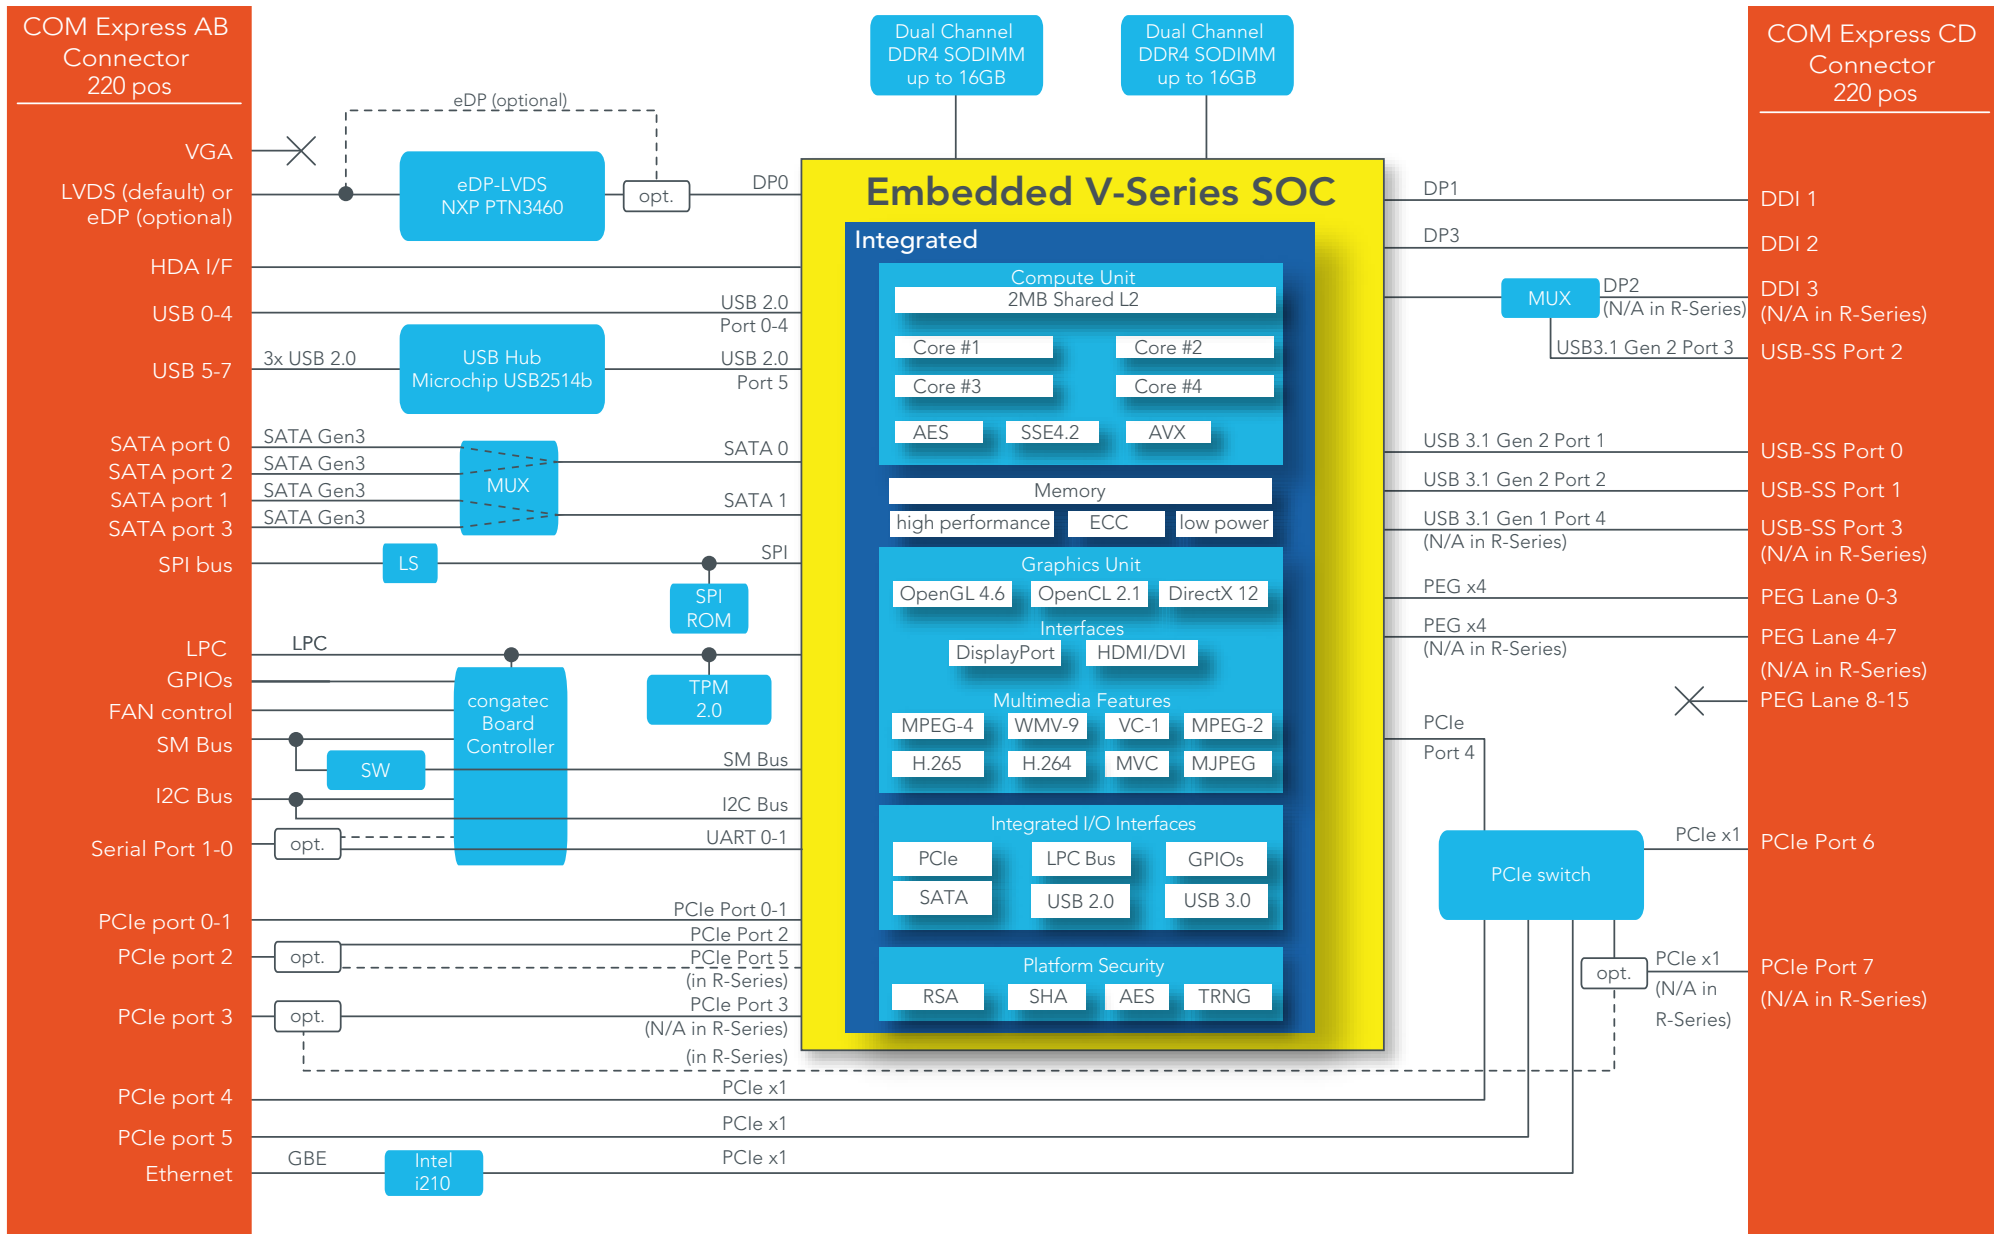 COM Express AB
Connector
220 pos
VGA
LVDS (default) or
eDP (optional)
HDA I/F
USB 0-4
USB 5-7
SATA port 0
SATA port 2
SATA port 1
SATA port 3
SPI bus
LPC
GPIOs
FAN control
SM Bus
I2C Bus
Serial Port 1-0
PCIe port 0-1
PCIe port 2
PCIe port 3
PCIe port 4
PCIe port 5
Ethernet
eDP (optional)
eDP-LVDS
NXP PTN3460
opt.
DP0
USB 2.0
Port 0-4
3x USB 2.0
USB Hub
Microchip USB2514b
USB 2.0
Port 5
SATA Gen3
SATA Gen3
SATA Gen3
SATA Gen3
MUX
SATA 0
SATA 1
LS
SPI
SPI
ROM
LPC
TPM
2.0
congatec
Board
Controller
SW
SM Bus
I2C Bus
opt.
UART 0-1
PCIe Port 0-1
opt.
PCIe Port 2
PCIe Port 5
(in R-Series)
opt.
PCIe Port 3
(N/A in R-Series)
(in R-Series)
PCIe x1
PCIe x1
GBE
Intel
i210
PCIe x1
Dual Channel
DDR4 SODIMM
up to 16GB
Dual Channel
DDR4 SODIMM
up to 16GB
Embedded V-Series SOC
Integrated
Compute Unit
2MB Shared L2
Core #1
Core #2
Core #3
Core #4
AES
SSE4.2
AVX
Memory
high performance
ECC
low power
Graphics Unit
OpenGL 4.6
OpenCL 2.1
DirectX 12
Interfaces
DisplayPort
HDMI/DVI
Multimedia Features
MPEG-4
WMV-9
VC-1
MPEG-2
H.265
H.264
MVC
MJPEG
Integrated I/O Interfaces
PCIe
LPC Bus
GPIOs
SATA
USB 2.0
USB 3.0
Platform Security
RSA
SHA
AES
TRNG
DP1
DP3
MUX
DP2
(N/A in R-Series)
USB3.1 Gen 2 Port 3
USB 3.1 Gen 2 Port 1
USB 3.1 Gen 2 Port 2
USB 3.1 Gen 1 Port 4
(N/A in R-Series)
PEG x4
PEG x4
(N/A in R-Series)
PCIe
Port 4
PCIe switch
PCIe x1
opt.
PCIe x1
(N/A in
R-Series)
COM Express CD
Connector
220 pos
DDI 1
DDI 2
DDI 3
(N/A in R-Series)
USB-SS Port 2
USB-SS Port 0
USB-SS Port 1
USB-SS Port 3
(N/A in R-Series)
PEG Lane 0-3
PEG Lane 4-7
(N/A in R-Series)
PEG Lane 8-15
PCIe Port 6
PCIe Port 7
(N/A in R-Series)